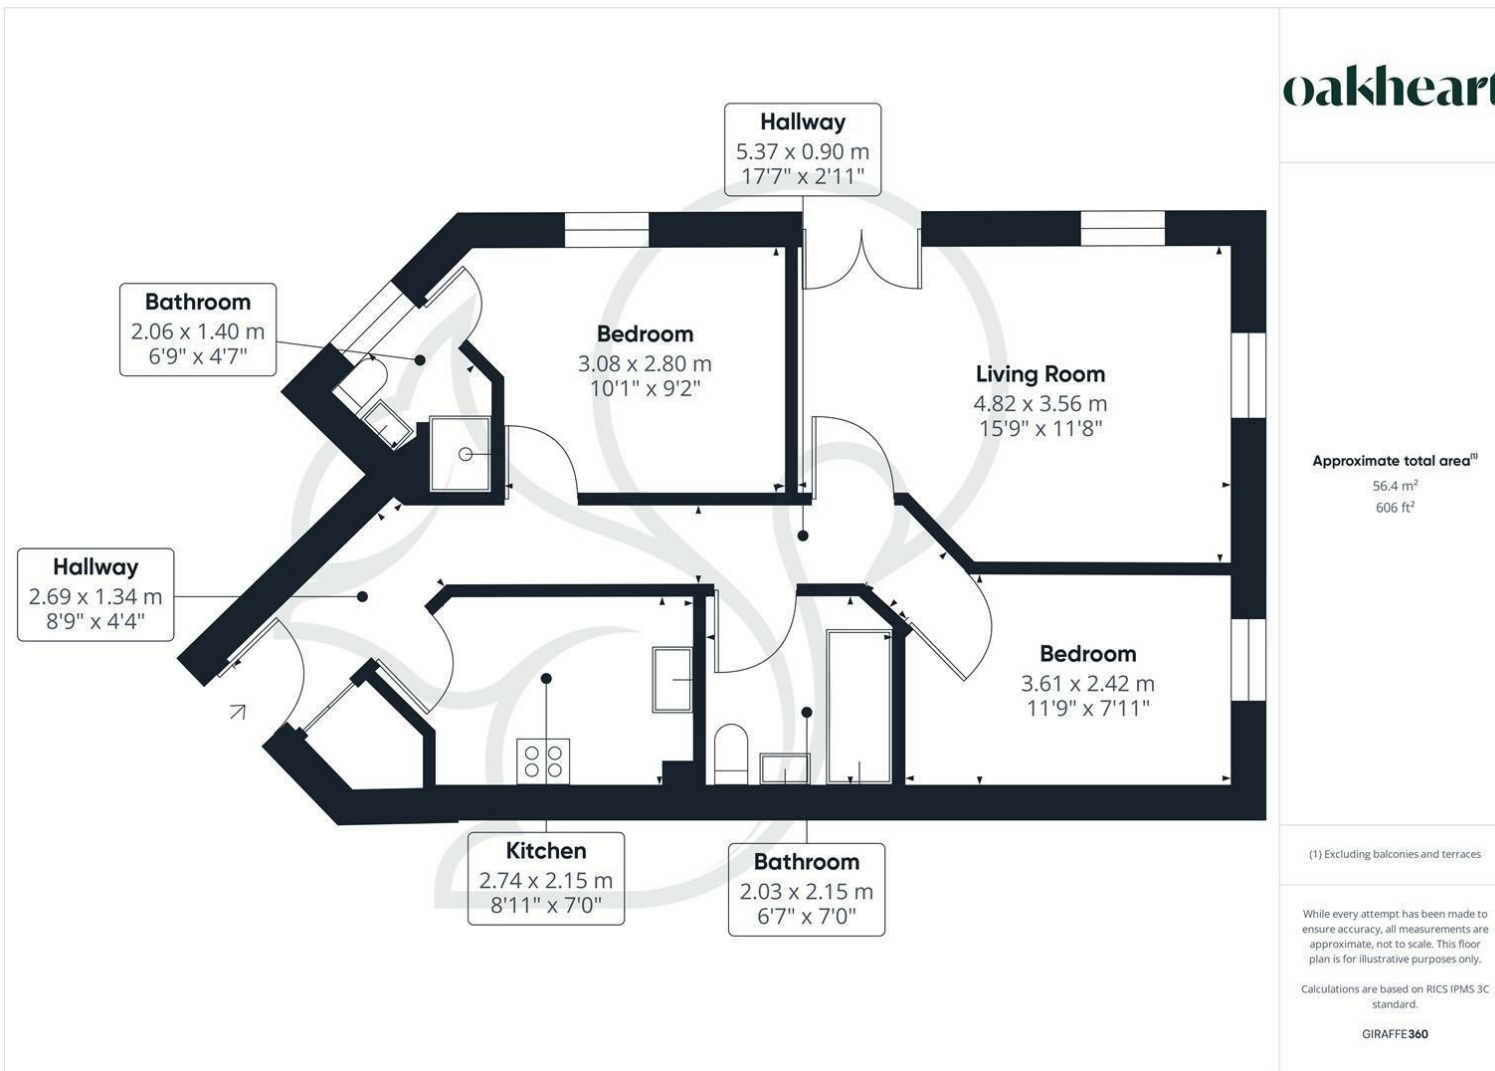 Hallway
5.37 x 0.90 m
17'7" x 2'11"
Bathroom
2.06 x 1.40 m
6'9" x 4'7"
Bedroom
3.08 x 2.80 m
10'1" x 9'2"
Living Room
4.82 x 3.56 m
15'9" x 11'8"
Hallway
2.69 x 1.34 m
8'9" x 4'4"
Bedroom
3.61 x 2.42 m
11'9" x 7'11"
Kitchen
2.74 x 2.15 m
8'11" x 7'0"
Bathroom
2.03 x 2.15 m
6'7" x 7'0"
oakheart
Approximate total area⁽¹⁾
56.4 m²
606 ft²
(1) Excluding balconies and terraces
While every attempt has been made to
ensure accuracy, all measurements are
approximate, not to scale. This floor
plan is for illustrative purposes only.
Calculations are based on RICS IPMS 3C
standard.
GIRAFFE360